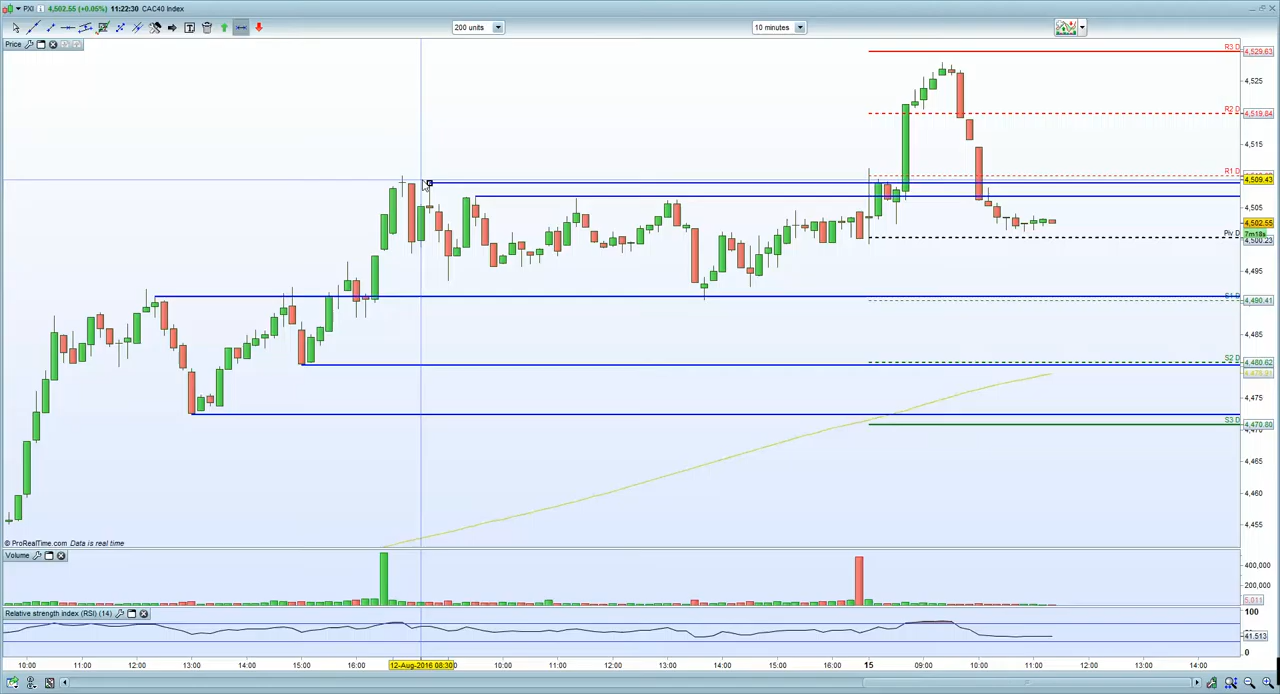 PXI 4,502.55 (+0.05%) 11:22:30 CAC40 Index
200 units
10 minutes
Price
R3 D 4,529.63
4,525
R2 D 4,519.84
4,515
R1 D
4,509.43
4,505
4,502.55
7m18s
Piv D 4,500.23
4,495
S1 D 4,490.41
4,485
S2 D 4,480.62
4,475
S3 D 4,470.80
4,465
4,460
4,455
© ProRealTime.com Data is real time
Volume
400,000
200,000
Relative strength index (RSI) (14)
100
41.513
0
10:00 11:00 12:00 13:00 14:00 15:00 16:00 12-Aug-2016 08:30 10:00 11:00 12:00 13:00 14:00 15:00 16:00 15 09:00 10:00 11:00 12:00 13:00 14:00